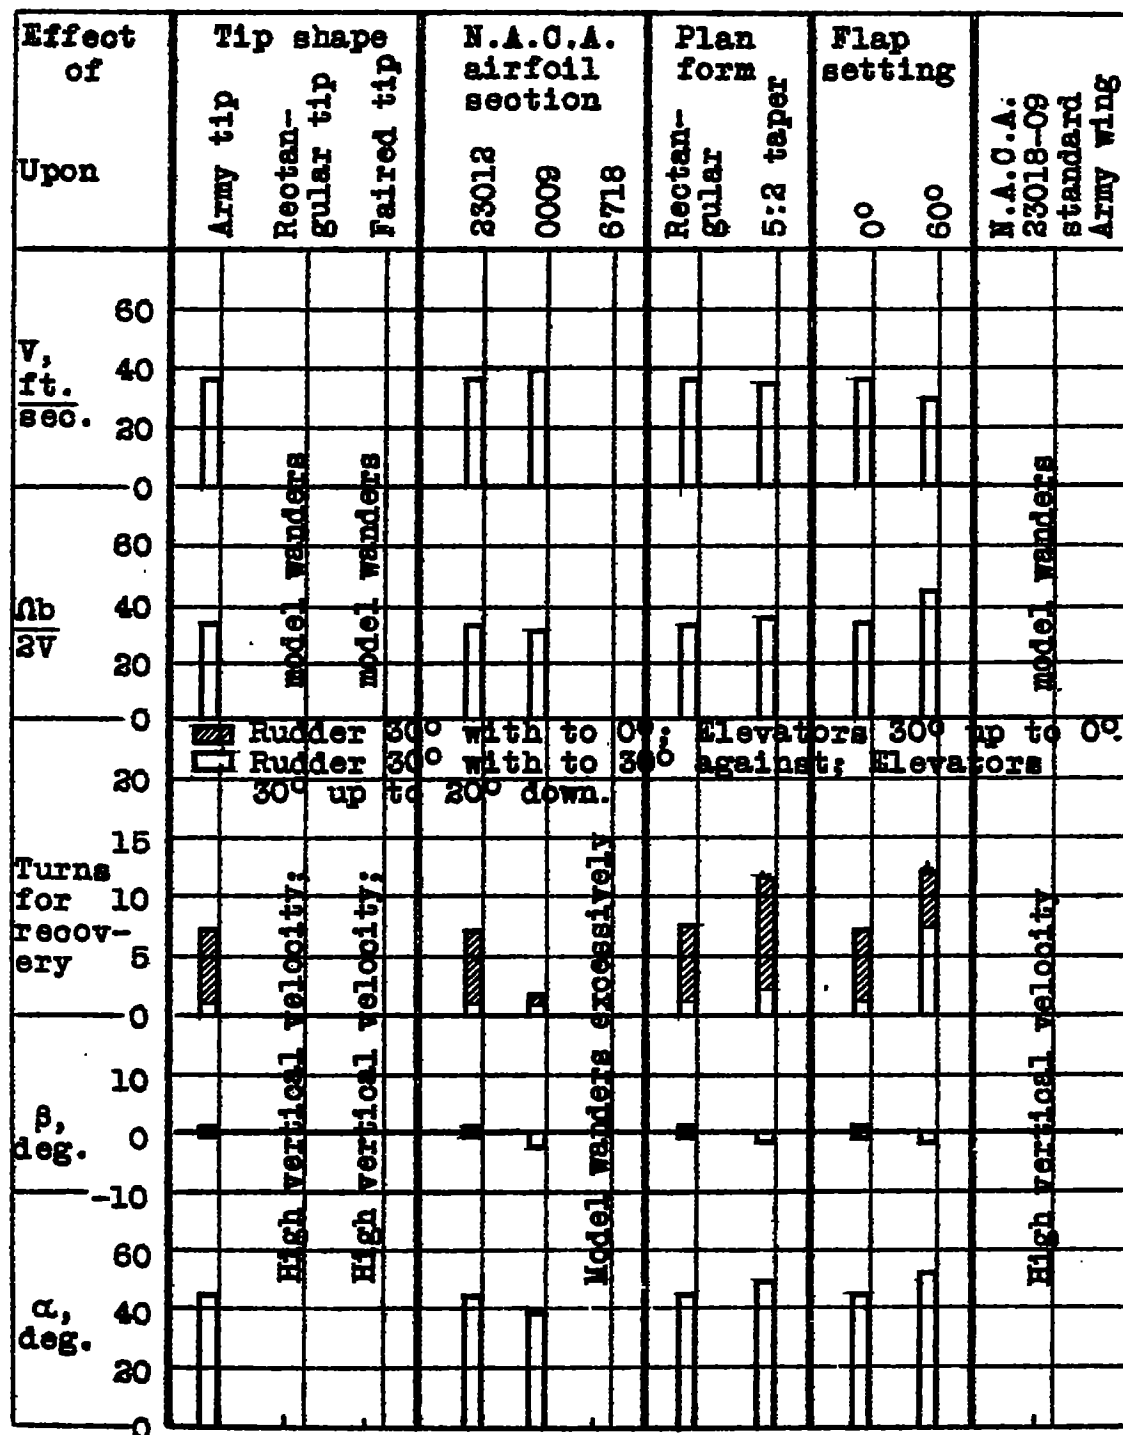 Effect of
Upon
Tip shape
Army tip
Rectan-
gular tip
Faired tip
N.A.C.A.
airfoil
section
23012
0009
6718
Plan
form
Rectan-
gular
5:2 taper
Flap
setting
0°
60°
N.A.C.A.
23018-09
standard
Army wing
V,
ft.
sec.
60
40
20
0
model wanders
model wanders
model wanders
Ωb
2V
60
40
20
0
Rudder 30° with to 0°; Elevators 30° up to 0°.
Rudder 30° with to 30° against; Elevators
30° up to 20° down.
Turns
for
recov-
ery
20
15
10
5
0
High vertical velocity;
High vertical velocity;
Model wanders excessively
High vertical velocity
β,
deg.
10
0
-10
α,
deg.
60
40
20
0